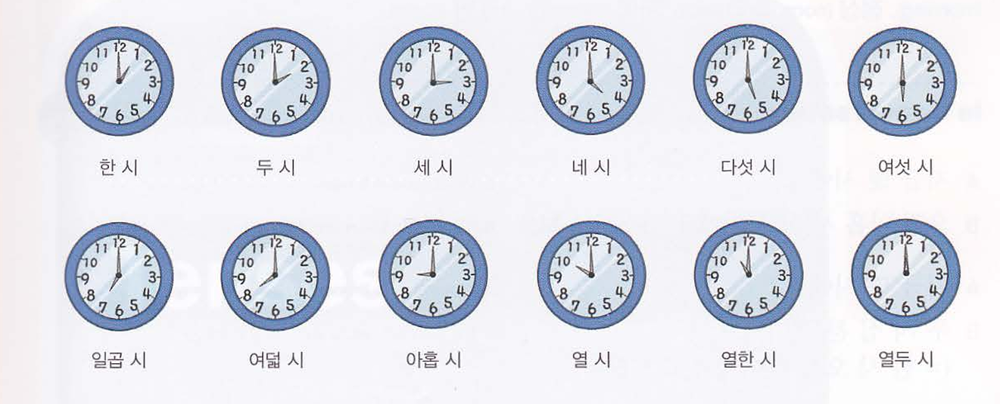 한 시 두 시 세 시 네 시 다섯 시 여섯 시
일곱 시 여덟 시 아홉 시 열 시 열한 시 열두 시